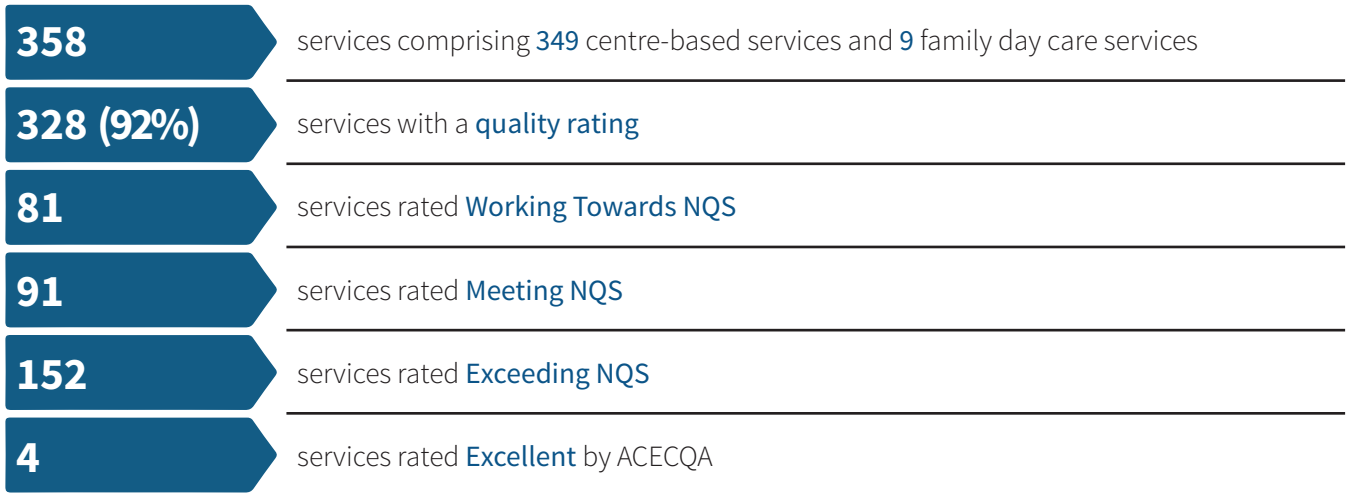 358 services comprising 349 centre-based services and 9 family day care services
328 (92%) services with a quality rating
81 services rated Working Towards NQS
91 services rated Meeting NQS
152 services rated Exceeding NQS
4 services rated Excellent by ACECQA